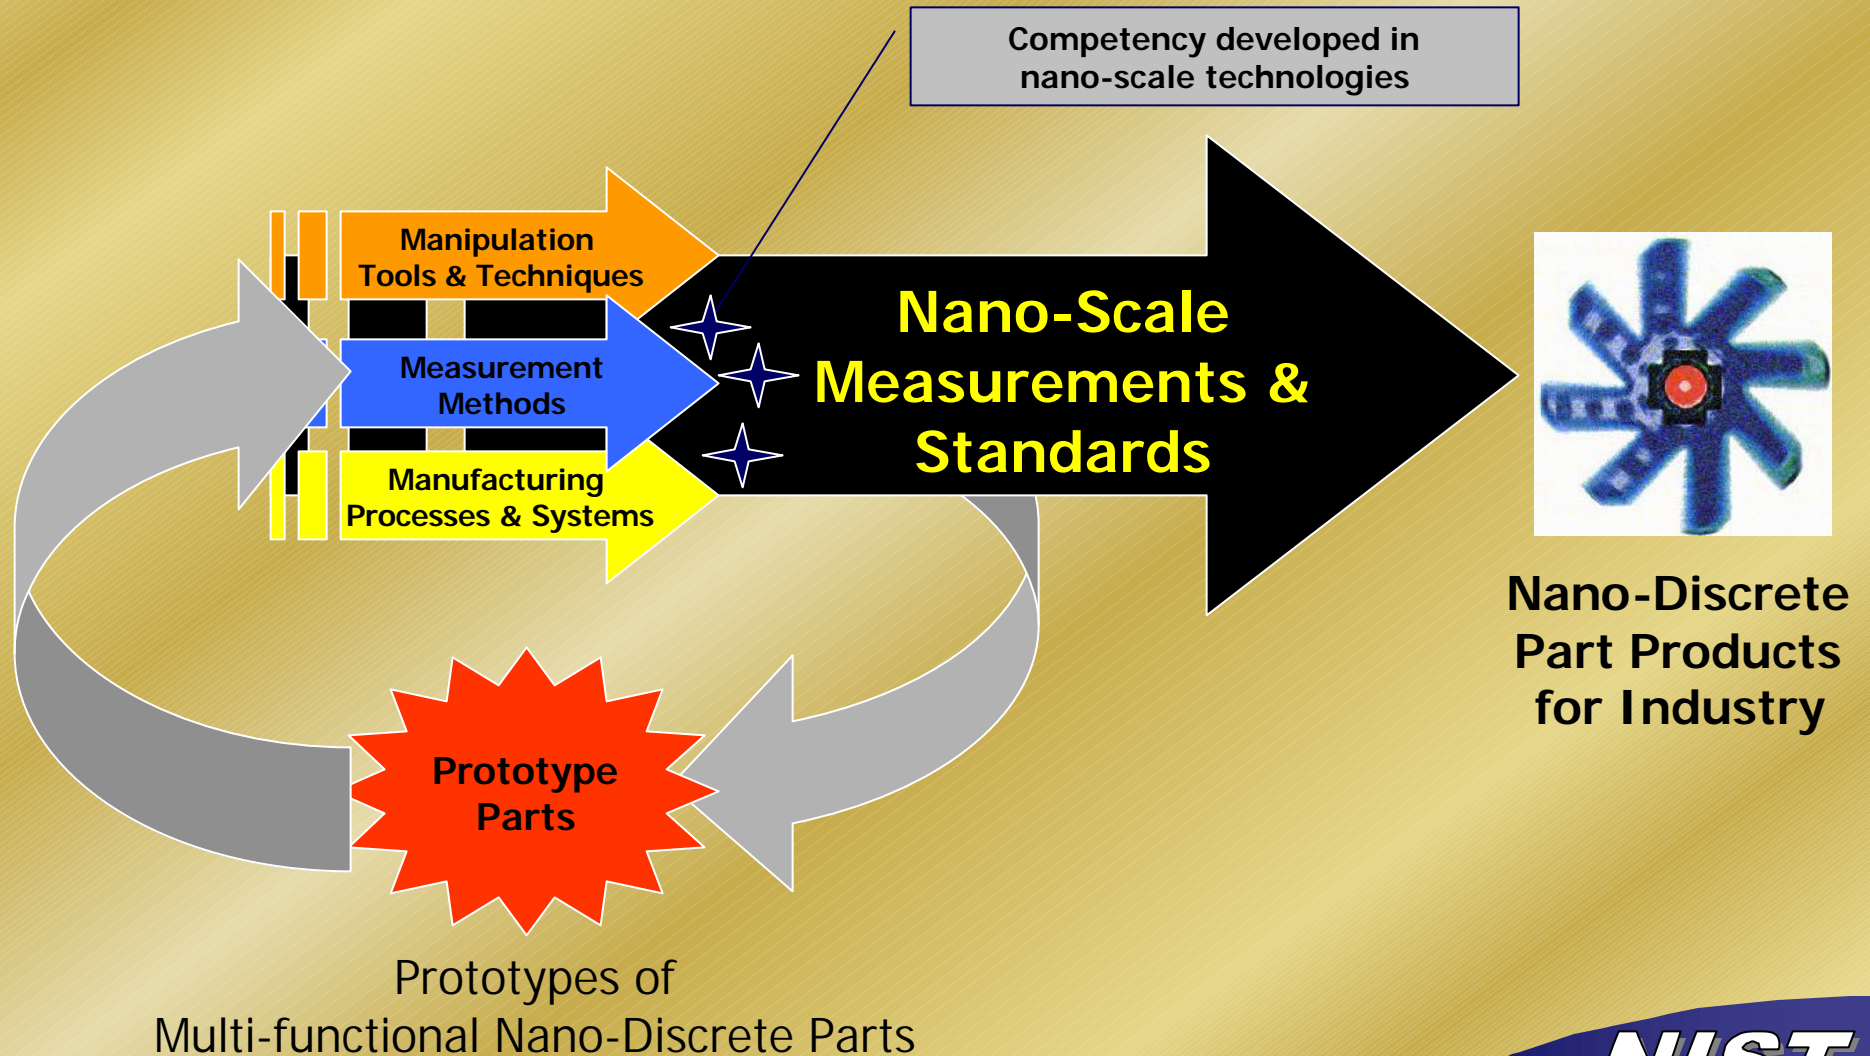 Competency developed in
nano-scale technologies
Manipulation
Tools & Techniques
Measurement
Methods
Manufacturing
Processes & Systems
Nano-Scale
Measurements &
Standards
Nano-Discrete
Part Products
for Industry
Prototype
Parts
Prototypes of
Multi-functional Nano-Discrete Parts
NIST